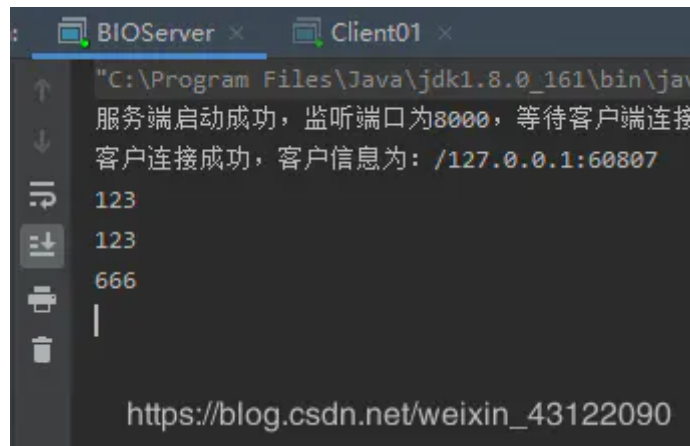 : BIOServer × Client01 ×
"C:\Program Files\Java\jdk1.8.0_161\bin\jav
服务端启动成功，监听端口为8000，等待客户端连接
客户连接成功，客户信息为：/127.0.0.1:60807
123
123
666
https://blog.csdn.net/weixin_43122090